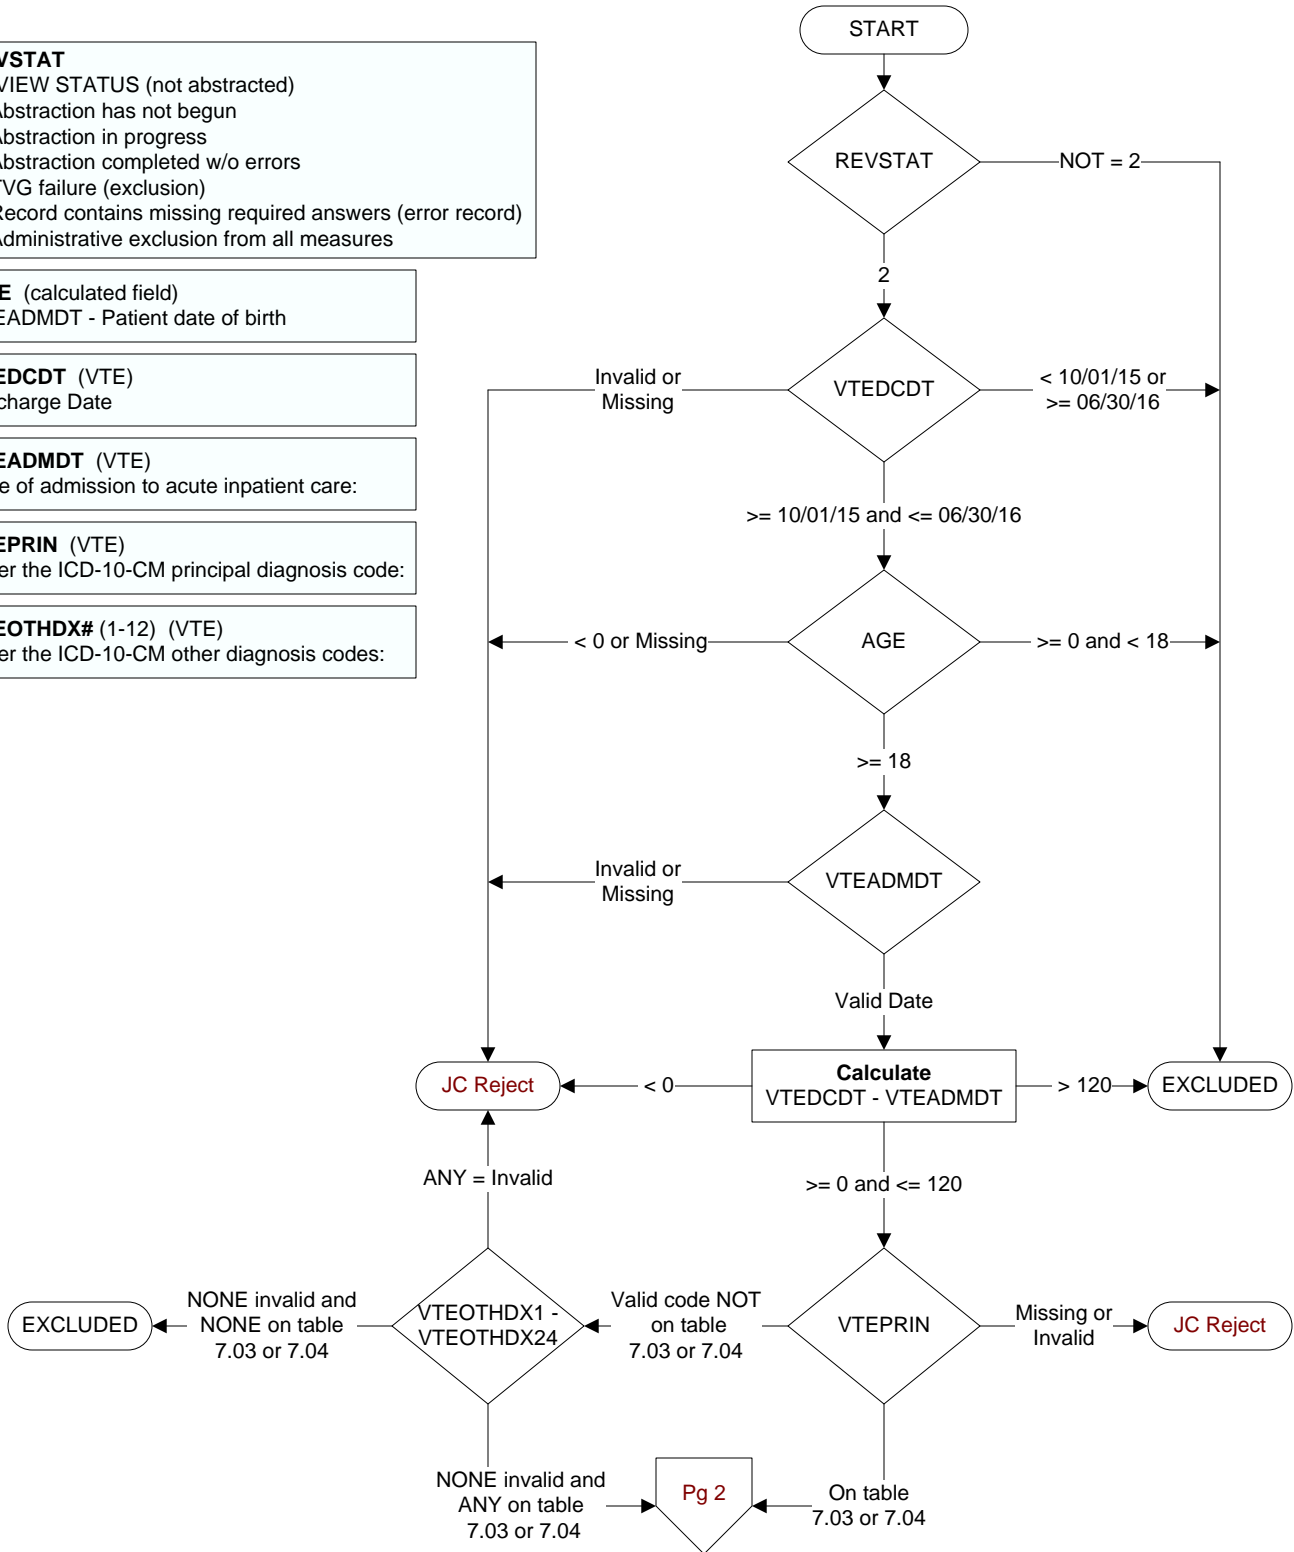 START
VSTAT
VIEW STATUS (not abstracted)
Abstraction has not begun
Abstraction in progress
Abstraction completed w/o errors
TVG failure (exclusion)
Record contains missing required answers (error record)
Administrative exclusion from all measures
E (calculated field)
EADMDT - Patient date of birth
EDCDT (VTE)
charge Date
EADMDT (VTE)
e of admission to acute inpatient care:
EPRIN (VTE)
er the ICD-10-CM principal diagnosis code:
EOTHDX# (1-12) (VTE)
er the ICD-10-CM other diagnosis codes:
REVSTAT
NOT = 2
2
Invalid or
Missing
VTEDCDT
< 10/01/15 or
>= 06/30/16
>= 10/01/15 and <= 06/30/16
< 0 or Missing
AGE
>= 0 and < 18
>= 18
Invalid or
Missing
VTEADMDT
Valid Date
JC Reject
< 0
Calculate
VTEDCDT - VTEADMDT
> 120
EXCLUDED
ANY = Invalid
>= 0 and <= 120
EXCLUDED
NONE invalid and
NONE on table
7.03 or 7.04
VTEOTHDX1 -
VTEOTHDX24
Valid code NOT
on table
7.03 or 7.04
VTEPRIN
Missing or
Invalid
JC Reject
NONE invalid and
ANY on table
7.03 or 7.04
Pg 2
On table
7.03 or 7.04